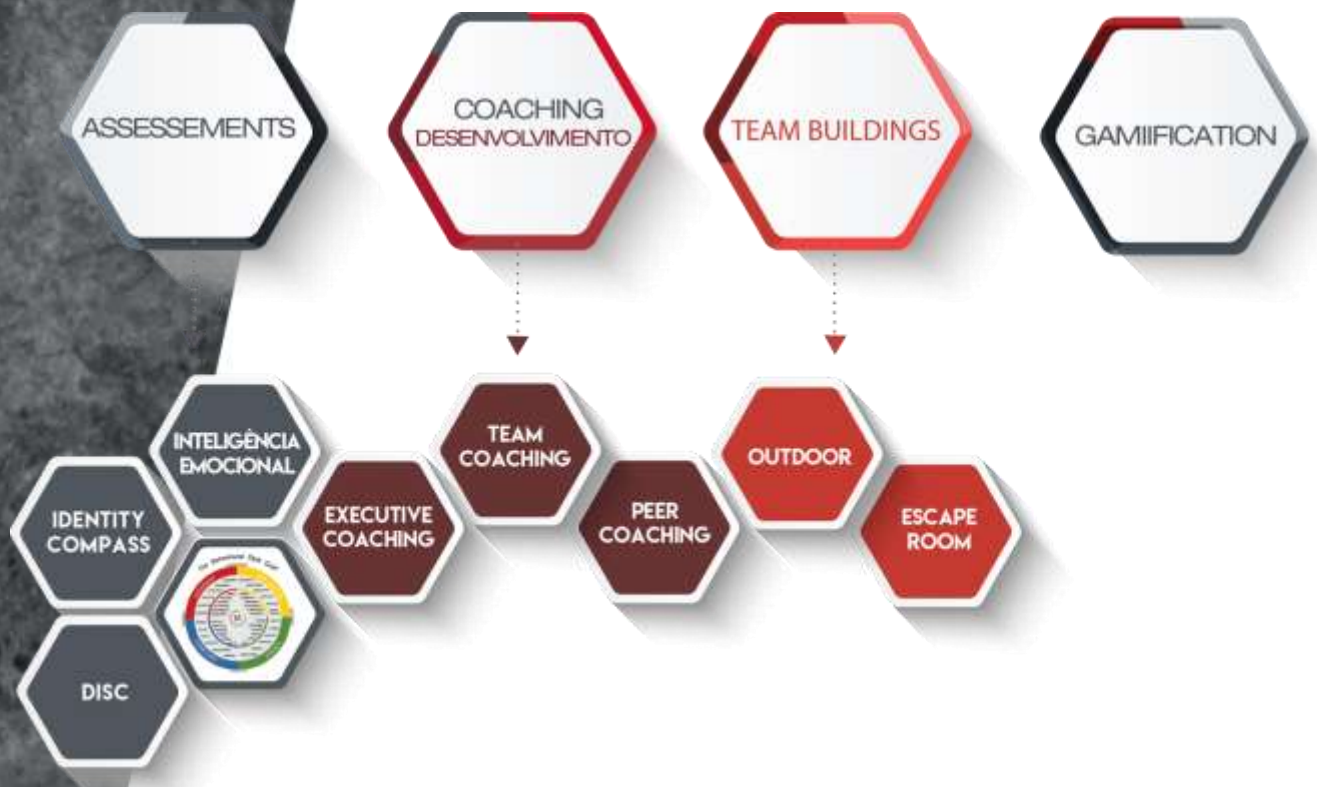 ASSESSEMENTS
COACHING
DESENVOLVIMENTO
TEAM BUILDINGS
GAMIIFICATION
INTELIGÊNCIA
EMOCIONAL
IDENTITY
COMPASS
DISC
EXECUTIVE
COACHING
TEAM
COACHING
PEER
COACHING
OUTDOOR
ESCAPE
ROOM